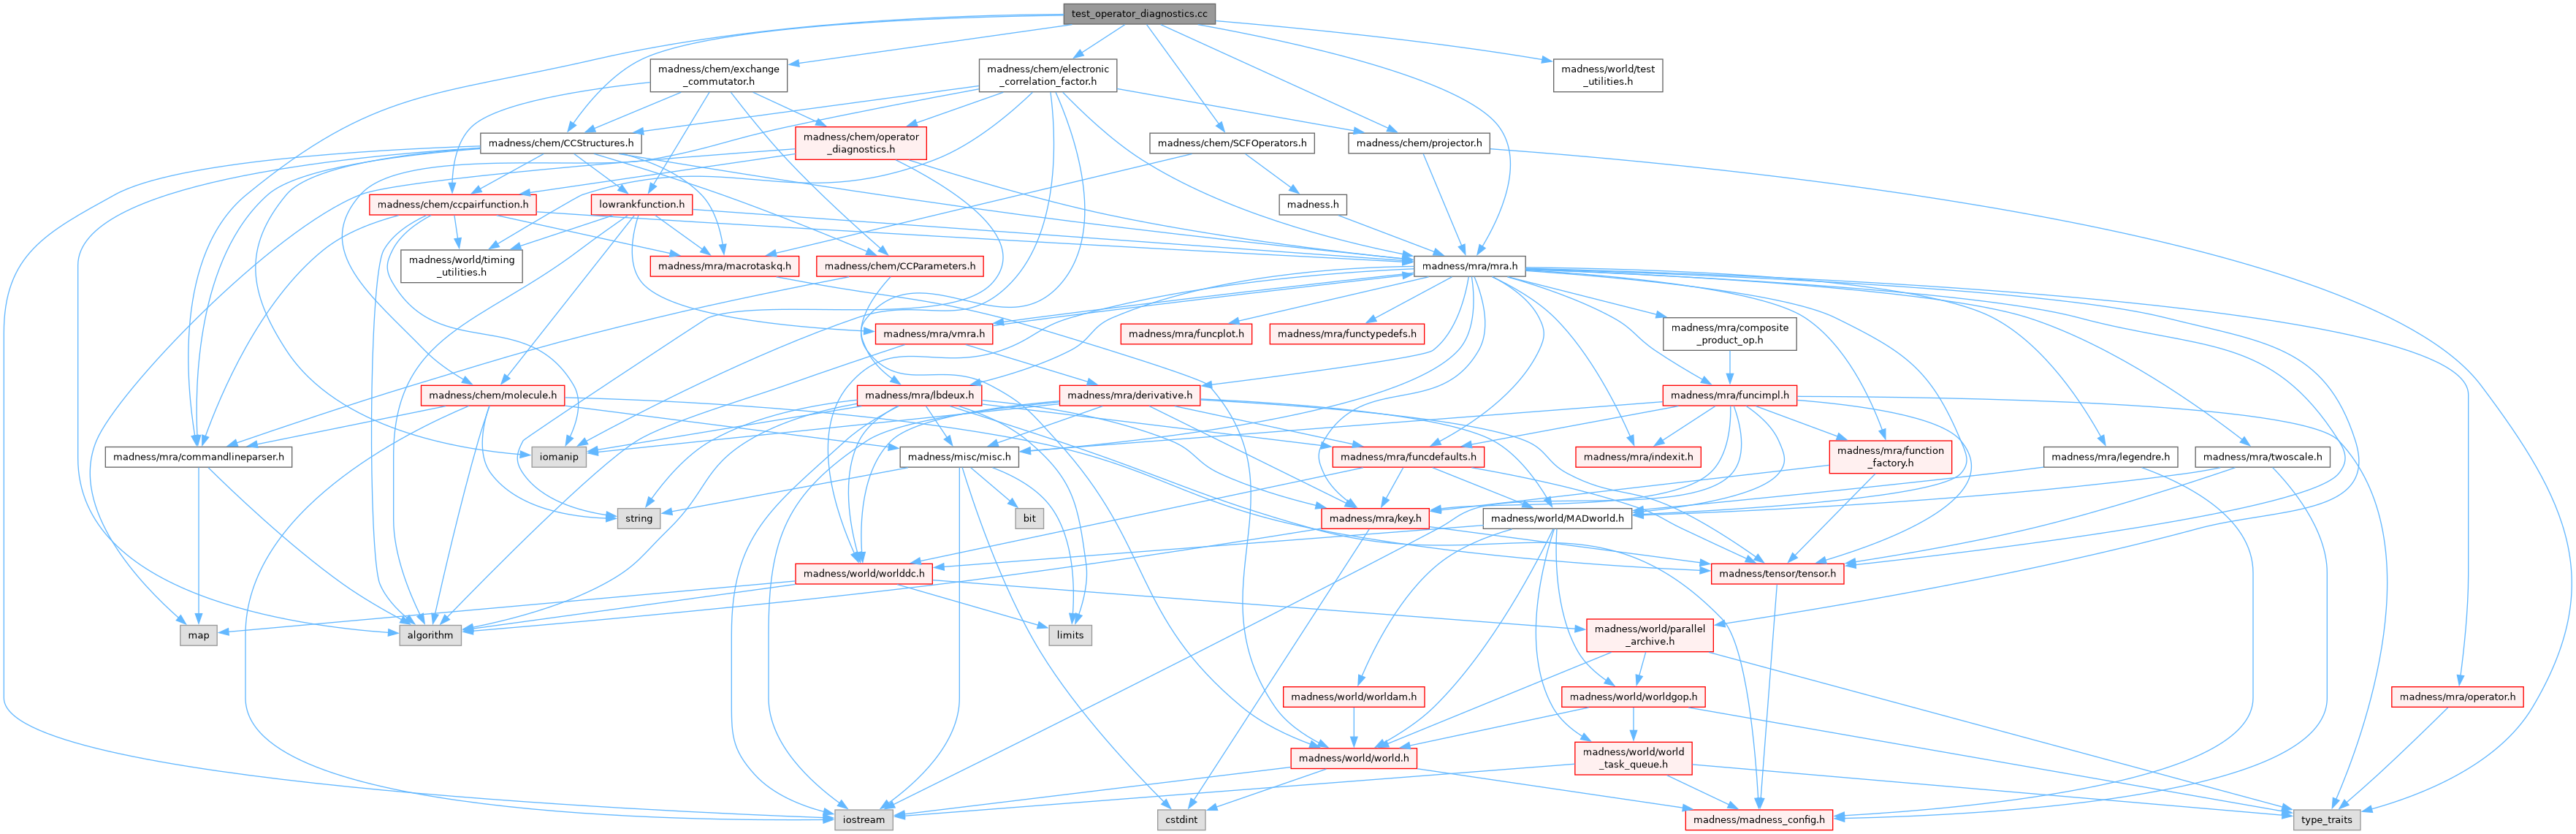 test_operator_diagnostics.cc
madness/chem/exchange
_commutator.h
madness/chem/electronic
_correlation_factor.h
madness/world/test
_utilities.h
madness/chem/CCStructures.h
madness/chem/operator
_diagnostics.h
madness/chem/SCFOperators.h
madness/chem/projector.h
madness/chem/ccpairfunction.h
lowrankfunction.h
madness.h
madness/world/timing
_utilities.h
madness/mra/macrotaskq.h
madness/chem/CCParameters.h
madness/mra/mra.h
madness/mra/vmra.h
madness/mra/funcplot.h
madness/mra/functypedefs.h
madness/mra/composite
_product_op.h
madness/chem/molecule.h
madness/mra/lbdeux.h
madness/mra/derivative.h
madness/mra/funcimpl.h
madness/mra/commandlineparser.h
iomanip
madness/misc/misc.h
madness/mra/funcdefaults.h
madness/mra/indexit.h
madness/mra/function
_factory.h
madness/mra/legendre.h
madness/mra/twoscale.h
string
bit
madness/mra/key.h
madness/world/MADworld.h
madness/world/worlddc.h
madness/tensor/tensor.h
map
algorithm
limits
madness/world/parallel
_archive.h
madness/world/worldam.h
madness/world/worldgop.h
madness/mra/operator.h
madness/world/world.h
madness/world/world
_task_queue.h
iostream
cstdint
madness/madness_config.h
type_traits